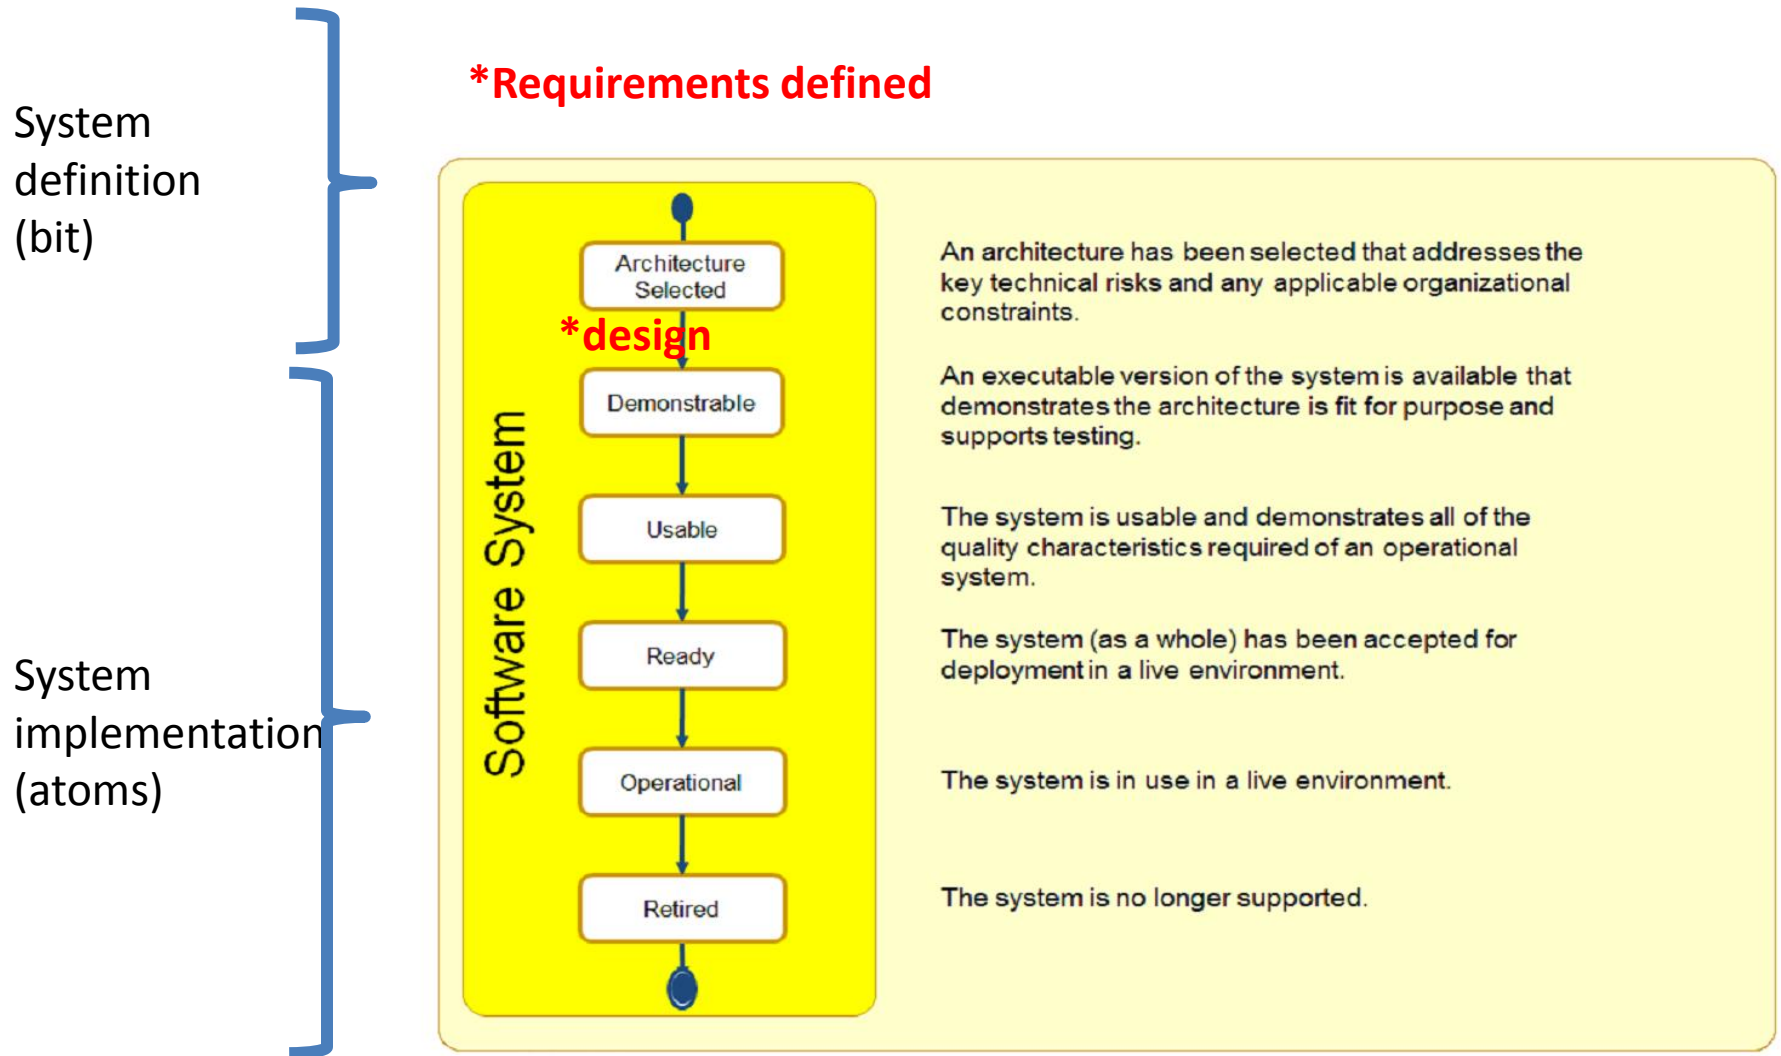 *Requirements defined
System
definition
(bit)
Architecture
Selected
An architecture has been selected that addresses the
key technical risks and any applicable organizational
constraints.
*design
Demonstrable
An executable version of the system is available that
demonstrates the architecture is fit for purpose and
supports testing.
Software System
Usable
The system is usable and demonstrates all of the
quality characteristics required of an operational
system.
System
implementation
(atoms)
Ready
The system (as a whole) has been accepted for
deployment in a live environment.
Operational
The system is in use in a live environment.
Retired
The system is no longer supported.